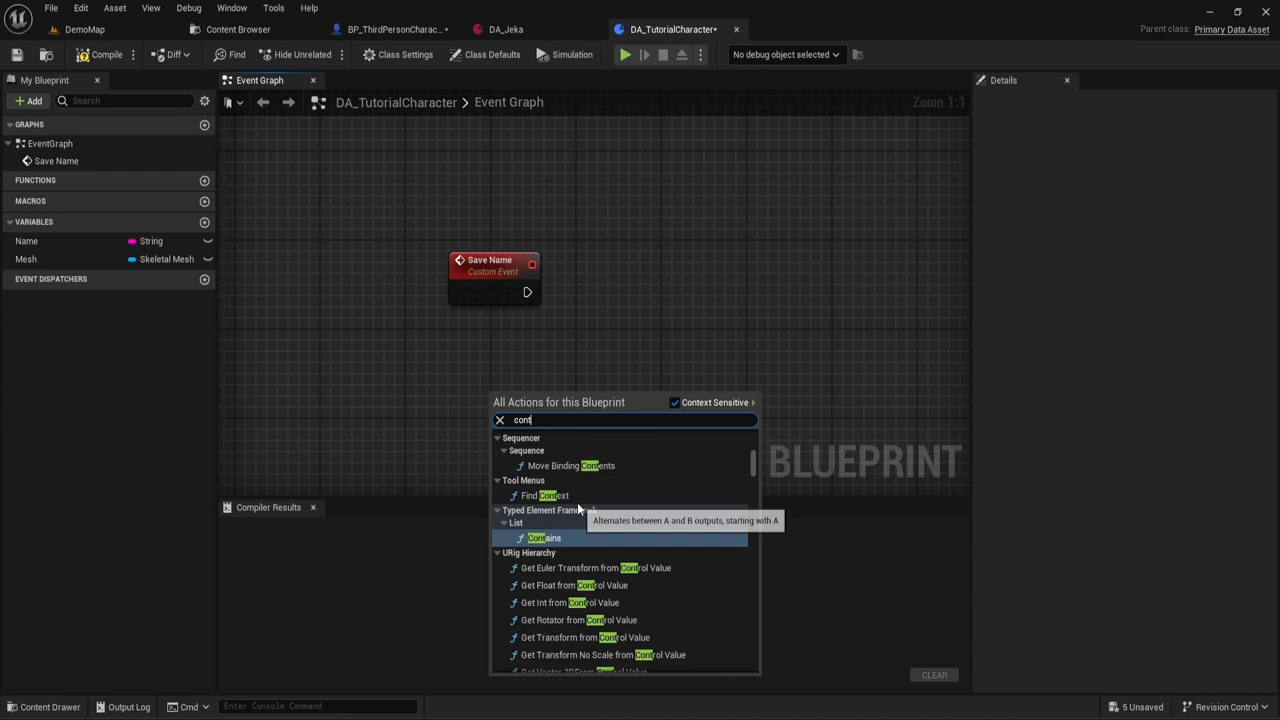 File Edit Asset View Debug Window Tools Help
DemoMap Content Browser BP_ThirdPersonCharac...• DA_Jeka DA_TutorialCharacter• Parent class: Primary Data Asset
Compile Diff Find Hide Unrelated Class Settings Class Defaults Simulation No debug object selected
My Blueprint Event Graph Details
Add Search DA_TutorialCharacter > Event Graph Zoom 1:1
GRAPHS
EventGraph
Save Name
FUNCTIONS
MACROS
VARIABLES
Name String
Mesh Skeletal Mesh
EVENT DISPATCHERS
Save Name
Custom Event
All Actions for this Blueprint Context Sensitive
cont
Sequencer
Sequence
Move Binding Contents
Tool Menus
Find Context
Typed Element
Alternates between A and B outputs, starting with A
List
Contains
URig Hierarchy
Get Euler Transform from Control Value
Get Float from Control Value
Get Int from Control Value
Get Rotator from Control Value
Get Transform from Control Value
Get Transform No Scale from Control Value
BLUEPRINT
Compiler Results
CLEAR
Content Drawer Output Log Cmd Enter Console Command 5 Unsaved Revision Control